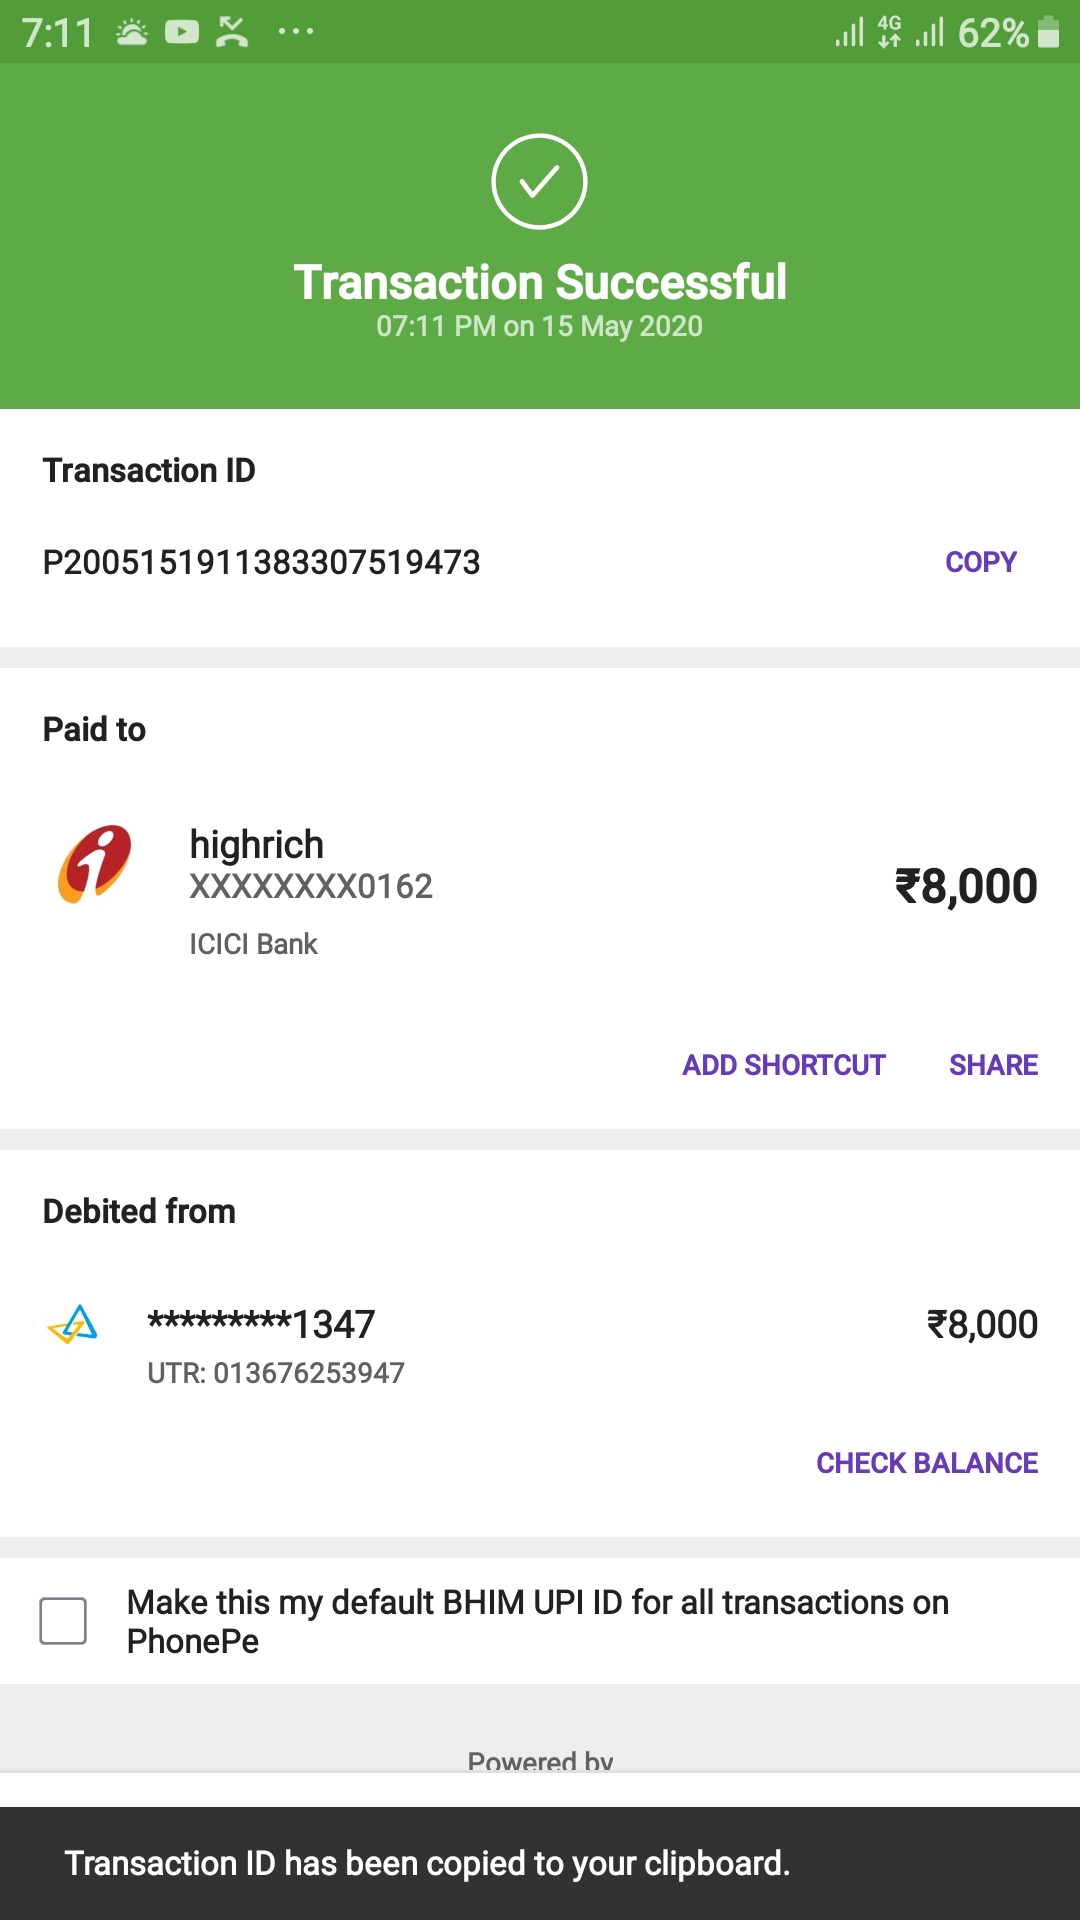 7:11 4G 62%
Transaction Successful
07:11 PM on 15 May 2020
Transaction ID
P2005151911383307519473 COPY
Paid to
highrich
XXXXXXXX0162 ₹8,000
ICICI Bank
ADD SHORTCUT SHARE
Debited from
*********1347 ₹8,000
UTR: 013676253947
CHECK BALANCE
Make this my default BHIM UPI ID for all transactions on
PhonePe
Powered by
Transaction ID has been copied to your clipboard.